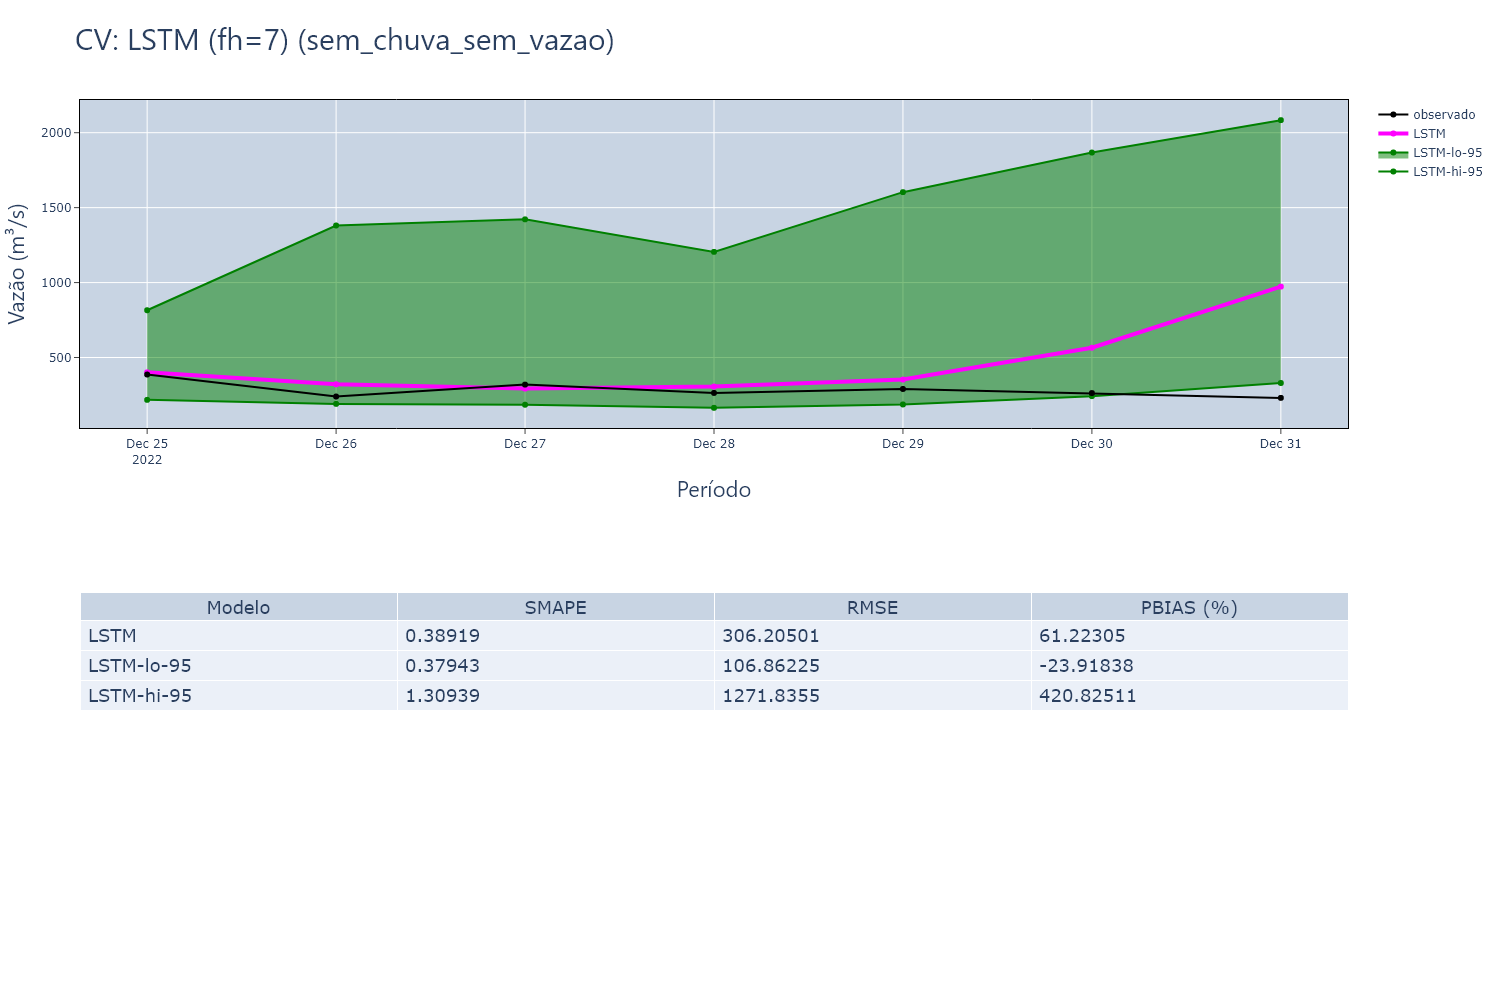 CV: LSTM (fh=7) (sem_chuva_sem_vazao)
Vazão (m³/s)
2000
1500
1000
500
Dec 25
2022
Dec 26
Dec 27
Dec 28
Dec 29
Dec 30
Dec 31
Período
observado
LSTM
LSTM-lo-95
LSTM-hi-95
Modelo SMAPE RMSE PBIAS (%)
LSTM 0.38919 306.20501 61.22305
LSTM-lo-95 0.37943 106.86225 -23.91838
LSTM-hi-95 1.30939 1271.8355 420.82511